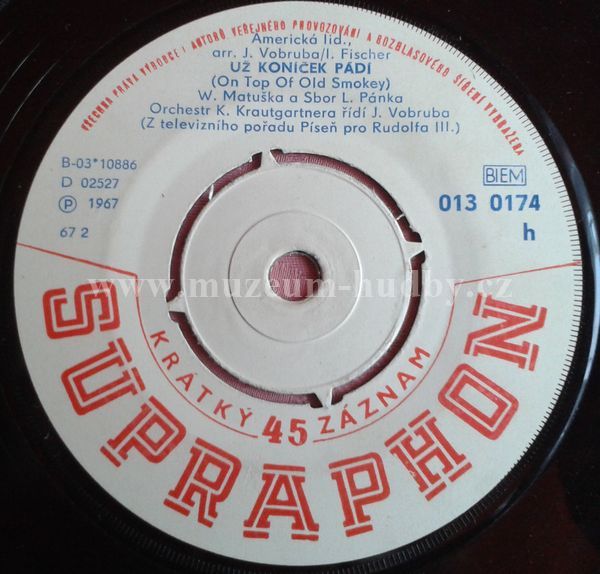 VŠECHNA PRÁVA VÝROBCE I AUTORŮ VEŘEJNÉHO PROVOZOVÁNÍ A ROZHLASOVÉHO ŠÍŘENÍ VYHRAŽENA
Americká lid.,
arr. J. Vobruba/I. Fischer
UŽ KONÍČEK PÁDÍ
(On Top Of Old Smokey)
W. Matuška a Sbor L. Pánka
Orchestr K. Krautgartnera řídí J. Vobruba
(Z televizního pořadu Píseň pro Rudolfa III.)
B-03*10886
D 02527
Ⓟ 1967
67 2
BIEM
013 0174
h
www.muzeum-hudby.cz
KRÁTKÝ 45 ZÁZNAM
SUPRAPHON